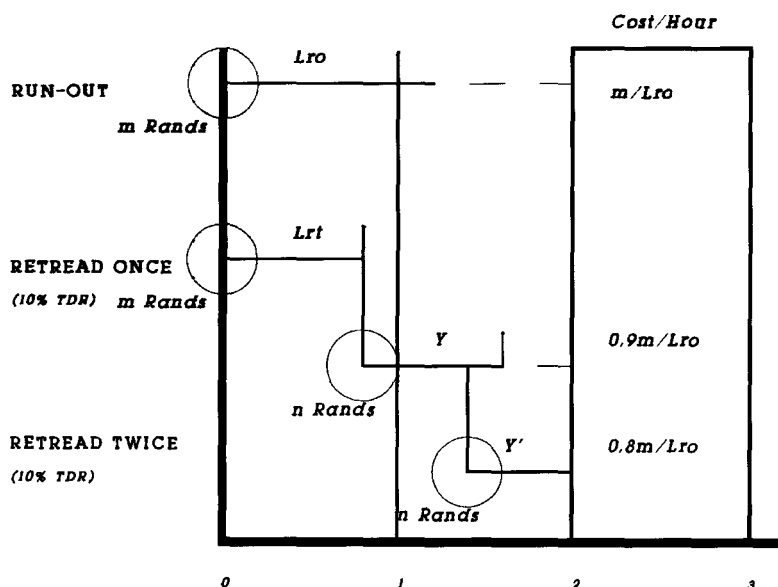 Cost/Hour
Lro
RUN-OUT
m/Lro
m Rands
Lrt
RETREAD ONCE
(10% TDR) m Rands
Y
0,9m/Lro
n Rands
RETREAD TWICE
Y'
0,8m/Lro
(10% TDR)
n Rands
0 1 2 3